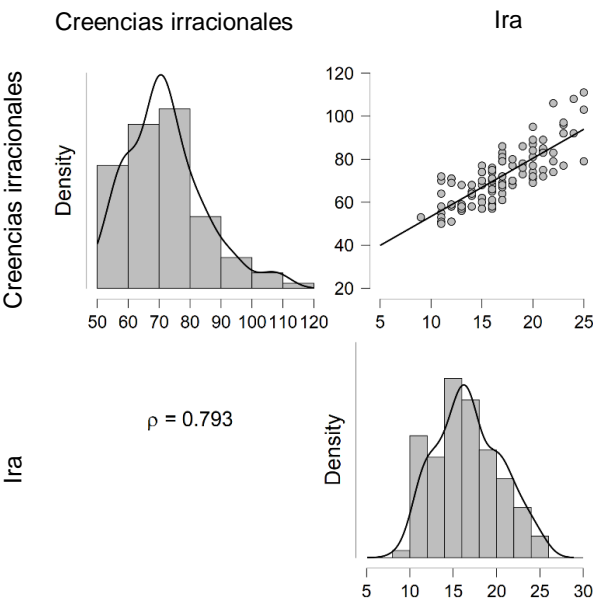 Creencias irracionales
Ira
Creencias irracionales
Density
50 60 70 80 90 100 110 120
120
100
80
60
40
20
5 10 15 20 25
Ira
ρ = 0.793
Density
5 10 15 20 25 30